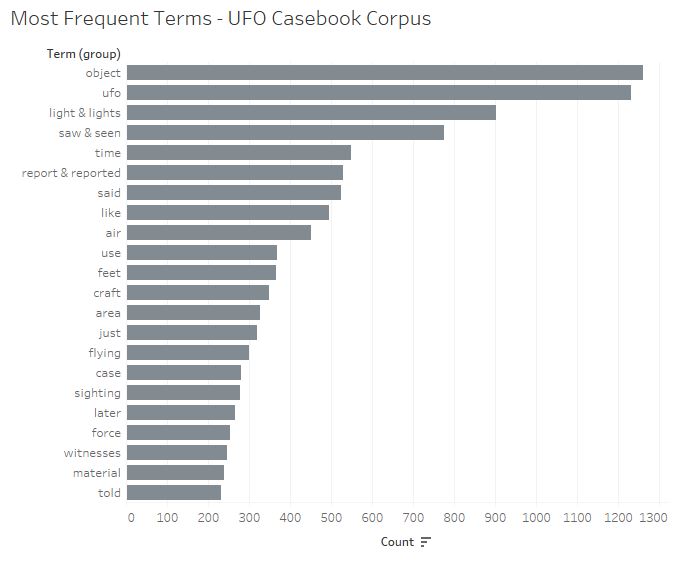 Most Frequent Terms - UFO Casebook Corpus
Term (group)
object
ufo
light & lights
saw & seen
time
report & reported
said
like
air
use
feet
craft
area
just
flying
case
sighting
later
force
witnesses
material
told
0 100 200 300 400 500 600 700 800 900 1000 1100 1200 1300
Count